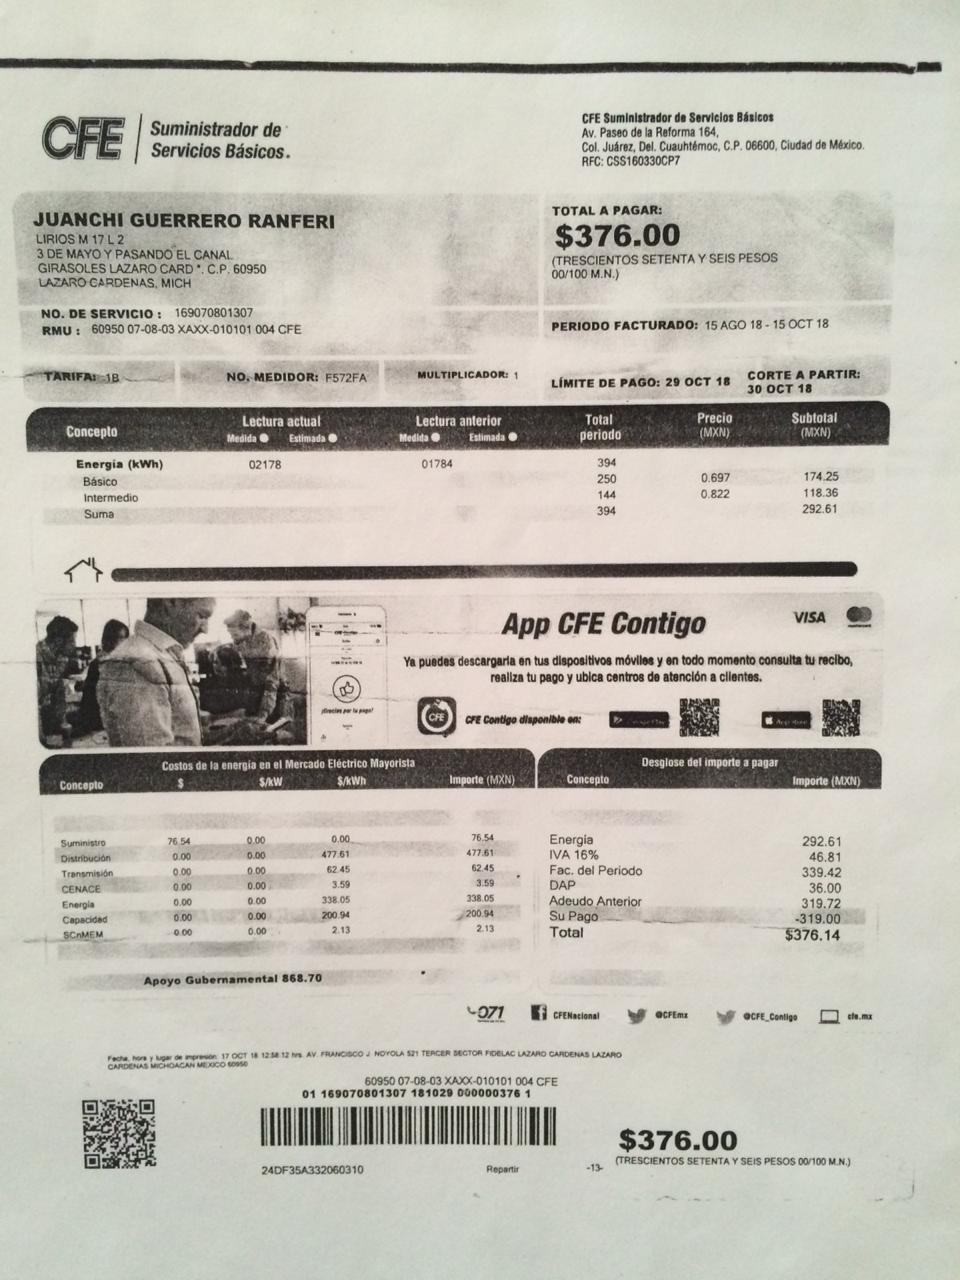 CFE Suministrador de
Servicios Básicos.
CFE Suministrador de Servicios Básicos
Av. Paseo de la Reforma 164,
Col. Juárez, Del. Cuauhtémoc, C.P. 06600, Ciudad de México.
RFC: CSS160330CP7
JUANCHI GUERRERO RANFERI
LIRIOS M 17 L 2
3 DE MAYO Y PASANDO EL CANAL
GIRASOLES LAZARO CARD *. C.P. 60950
LAZARO CARDENAS, MICH
NO. DE SERVICIO : 169070801307
RMU : 60950 07-08-03 XAXX-010101 004 CFE
TOTAL A PAGAR:
$376.00
(TRESCIENTOS SETENTA Y SEIS PESOS
00/100 M.N.)
PERIODO FACTURADO: 15 AGO 18 - 15 OCT 18
TARIFA: 1B NO. MEDIDOR: F572FA MULTIPLICADOR: 1
LÍMITE DE PAGO: 29 OCT 18 CORTE A PARTIR:
30 OCT 18
Concepto Lectura actual Lectura anterior Total periodo Precio (MXN) Subtotal (MXN)
Medida Estimada Medida Estimada
Energía (kWh) 02178 01784 394
Básico 250 0.697 174.25
Intermedio 144 0.822 118.36
Suma 394 292.61
App CFE Contigo VISA
Ya puedes descargarla en tus dispositivos móviles y en todo momento consulta tu recibo,
realiza tu pago y ubica centros de atención a clientes.
¡Gracias por tu pago!
CFE CFE Contigo disponible en:
Costos de la energía en el Mercado Eléctrico Mayorista
Concepto $ $/kW $/kWh Importe (MXN)
Suministro 76.54 0.00 0.00 76.54
Distribución 0.00 0.00 477.61 477.61
Transmisión 0.00 0.00 62.45 62.45
CENACE 0.00 0.00 3.59 3.59
Energía 0.00 0.00 338.05 338.05
Capacidad 0.00 0.00 200.94 200.94
SCnMEM 0.00 0.00 2.13 2.13
Apoyo Gubernamental 868.70
Desglose del importe a pagar
Concepto Importe (MXN)
Energía 292.61
IVA 16% 46.81
Fac. del Periodo 339.42
DAP 36.00
Adeudo Anterior 319.72
Su Pago -319.00
Total $376.14
071 CFENacional @CFEmx @CFE_Contigo cfe.mx
Fecha, hora y lugar de impresión: 17 OCT 18 12:58:12 hrs. AV. FRANCISCO J. NOYOLA 521 TERCER SECTOR FIDELAC LAZARO CARDENAS LAZARO
CARDENAS MICHOACAN MEXICO 60950
60950 07-08-03 XAXX-010101 004 CFE
01 169070801307 181029 000000376 1
24DF35A332060310 Repartir -13-
$376.00
(TRESCIENTOS SETENTA Y SEIS PESOS 00/100 M.N.)